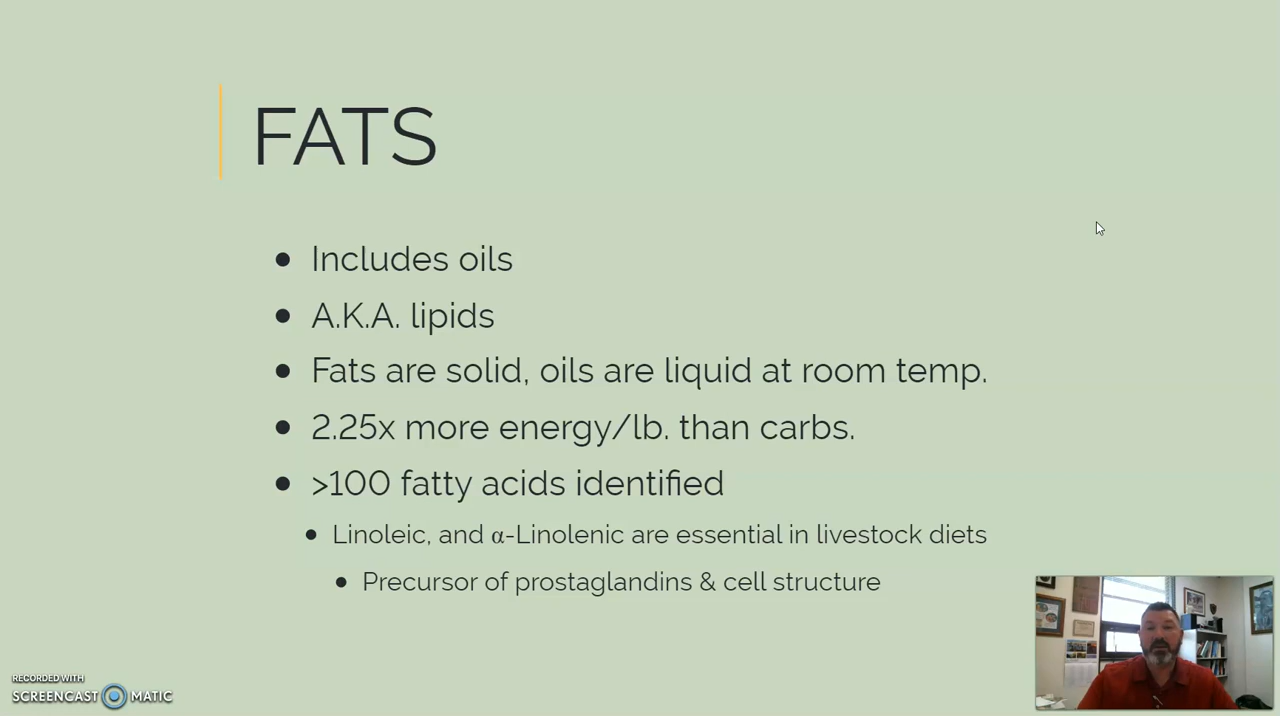 FATS
Includes oils
A.K.A. lipids
Fats are solid, oils are liquid at room temp.
2.25x more energy/lb. than carbs.
>100 fatty acids identified
Linoleic, and α-Linolenic are essential in livestock diets
Precursor of prostaglandins & cell structure
RECORDED WITH
SCREENCAST MATIC